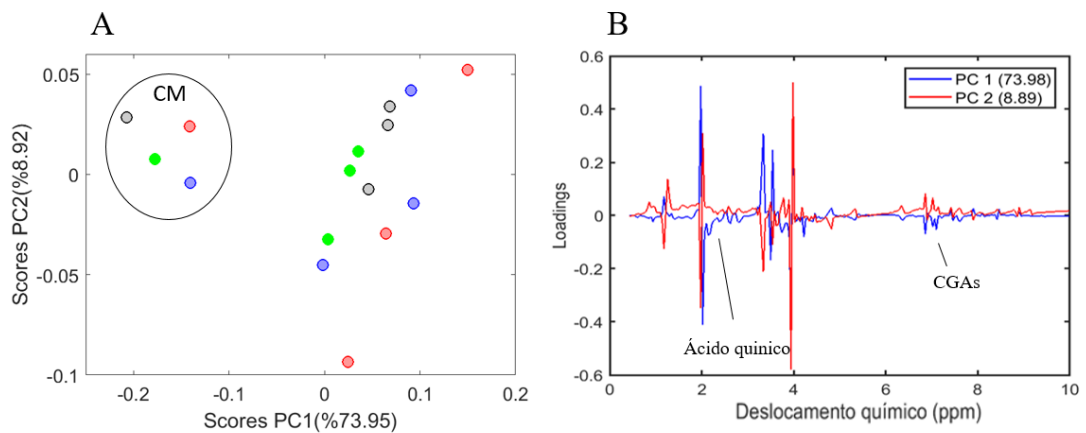 A
CM
0.05
0
-0.05
-0.1
-0.2
-0.1
0
0.1
0.2
Scores PC2(%8.92)
Scores PC1(%73.95)
B
0.6
0.4
0.2
0
-0.2
-0.4
-0.6
0
2
4
6
8
10
Loadings
PC 1 (73.98)
PC 2 (8.89)
Ácido quinico
CGAs
Deslocamento químico (ppm)